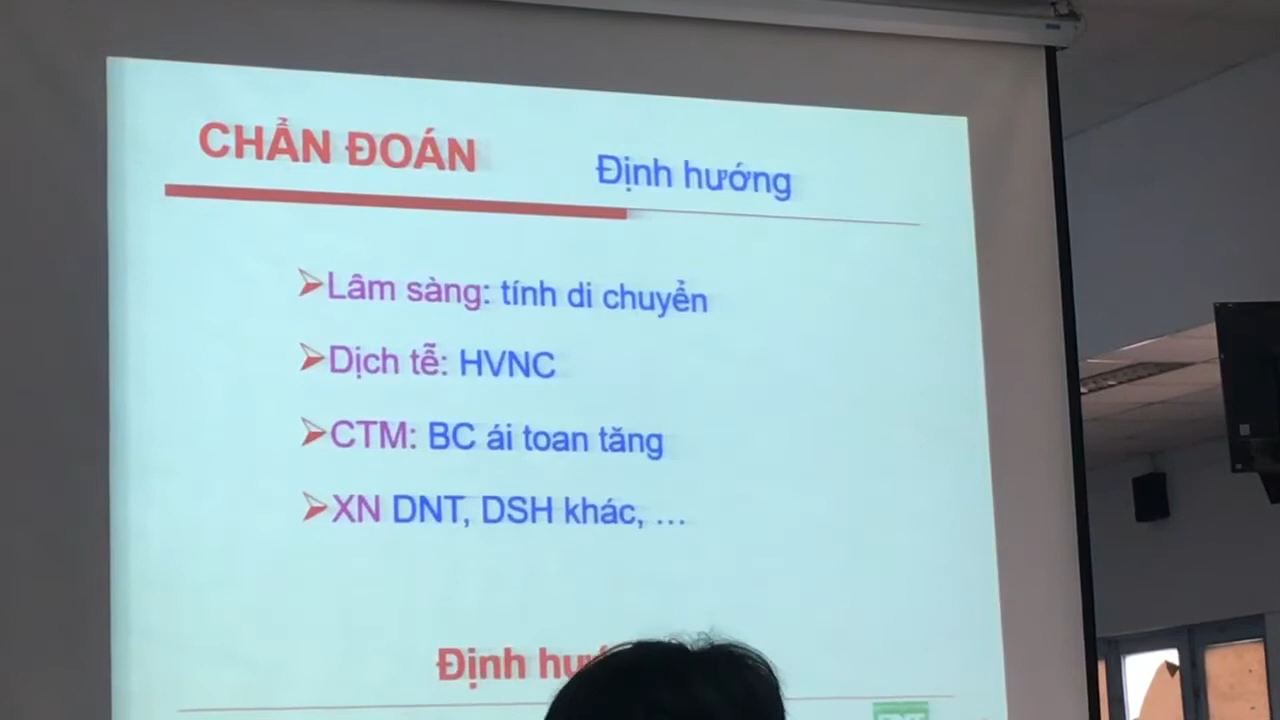 CHẨN ĐOÁN
Định hướng
➢Lâm sàng: tính di chuyển
➢Dịch tễ: HVNC
➢CTM: BC ái toan tăng
➢XN DNT, DSH khác, ...
Định